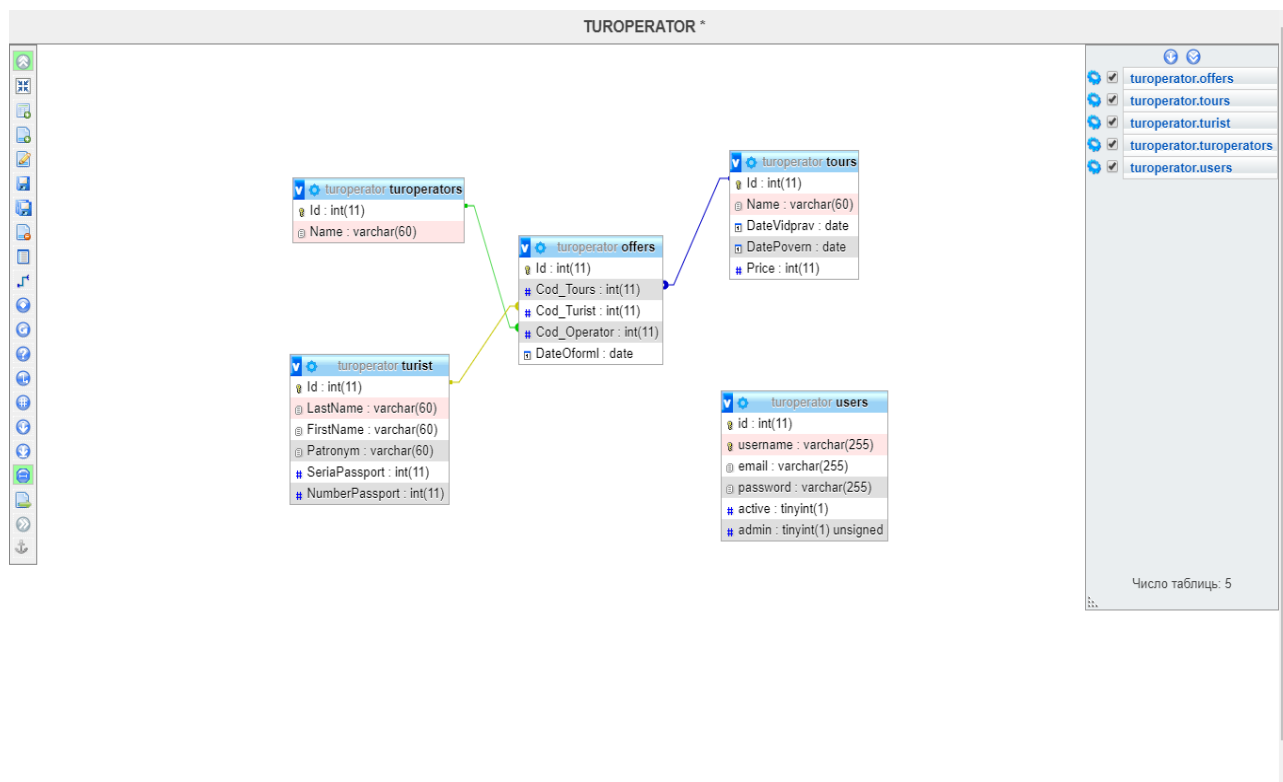 TUROPERATOR *
turoperator.offers
turoperator.tours
turoperator.turist
turoperator.turoperators
turoperator.users
Число таблиць: 5
turoperator turoperators
Id : int(11)
Name : varchar(60)
turoperator tours
Id : int(11)
Name : varchar(60)
DateVidprav : date
DatePovern : date
Price : int(11)
turoperator offers
Id : int(11)
Cod_Tours : int(11)
Cod_Turist : int(11)
Cod_Operator : int(11)
DateOforml : date
turoperator turist
Id : int(11)
LastName : varchar(60)
FirstName : varchar(60)
Patronym : varchar(60)
SeriaPassport : int(11)
NumberPassport : int(11)
turoperator users
id : int(11)
username : varchar(255)
email : varchar(255)
password : varchar(255)
active : tinyint(1)
admin : tinyint(1) unsigned